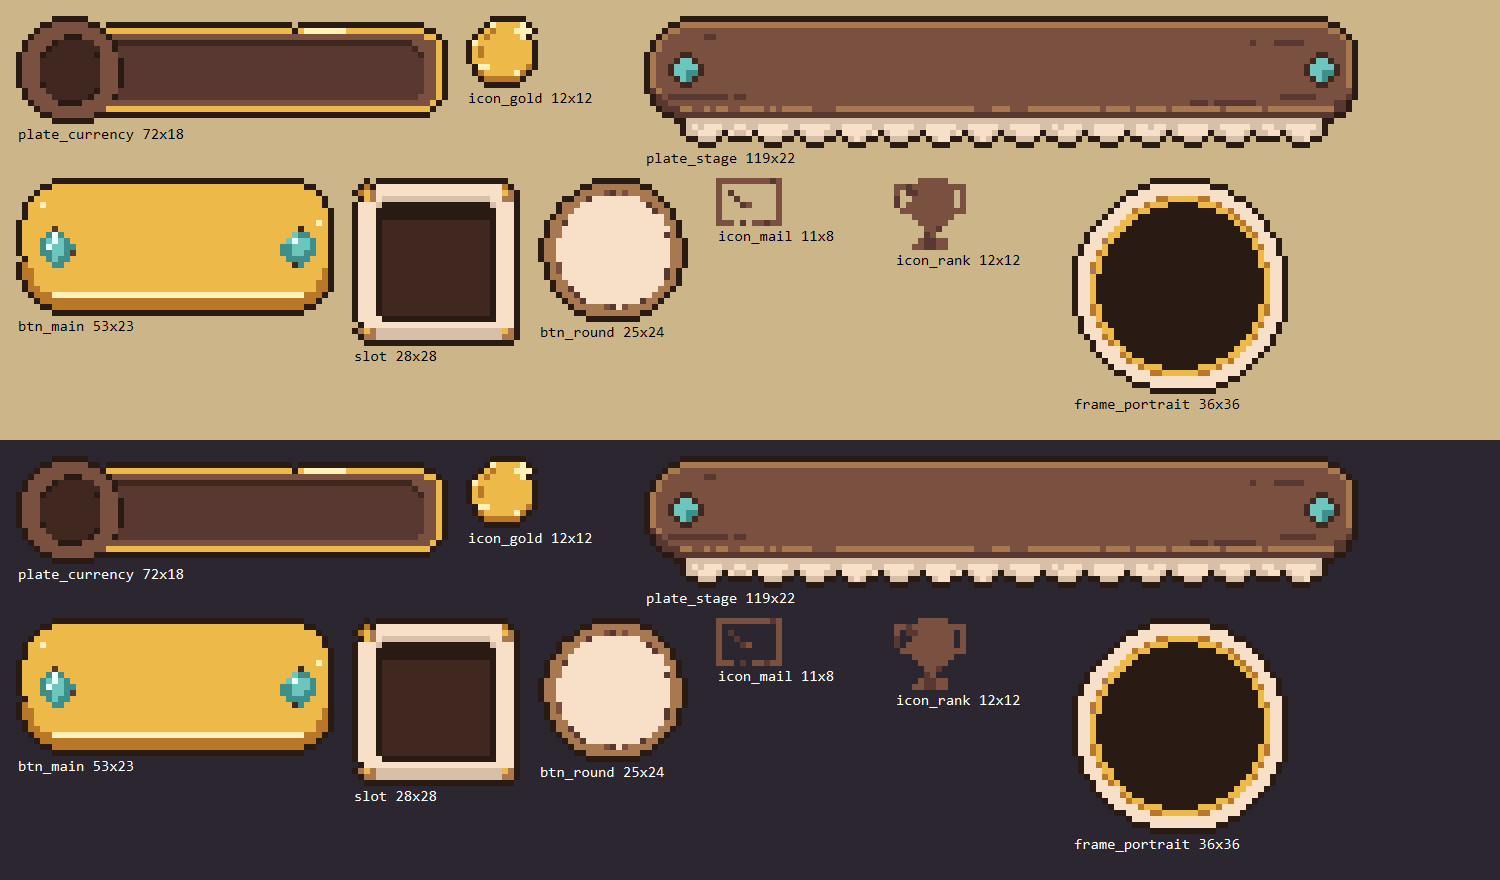 icon_gold 12x12
plate_currency 72x18
plate_stage 119x22
icon_mail 11x8
icon_rank 12x12
btn_main 53x23
btn_round 25x24
slot 28x28
frame_portrait 36x36
icon_gold 12x12
plate_currency 72x18
plate_stage 119x22
icon_mail 11x8
icon_rank 12x12
btn_main 53x23
btn_round 25x24
slot 28x28
frame_portrait 36x36